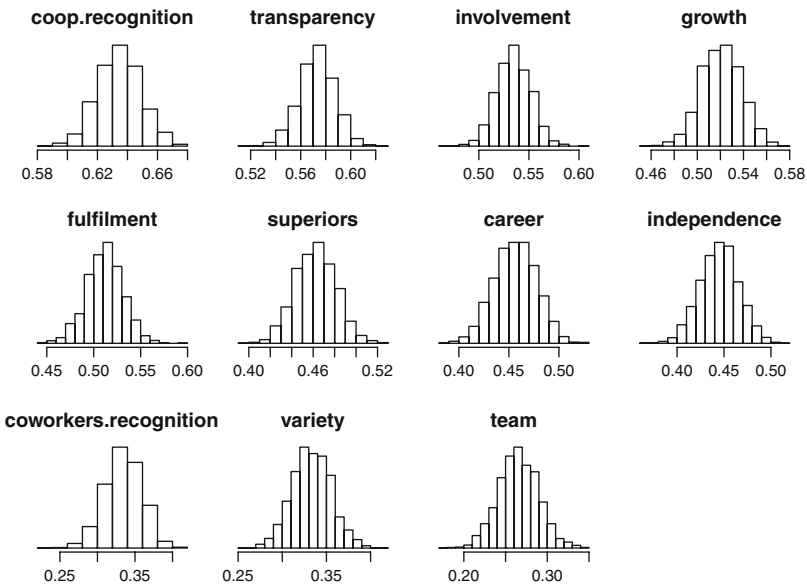 coop.recognition transparency involvement growth
0.58 0.62 0.66 0.52 0.56 0.60 0.50 0.55 0.60 0.46 0.50 0.54 0.58
fulfilment superiors career independence
0.45 0.50 0.55 0.60 0.40 0.46 0.52 0.40 0.45 0.50 0.40 0.45 0.50
coworkers.recognition variety team
0.25 0.35 0.25 0.35 0.20 0.30